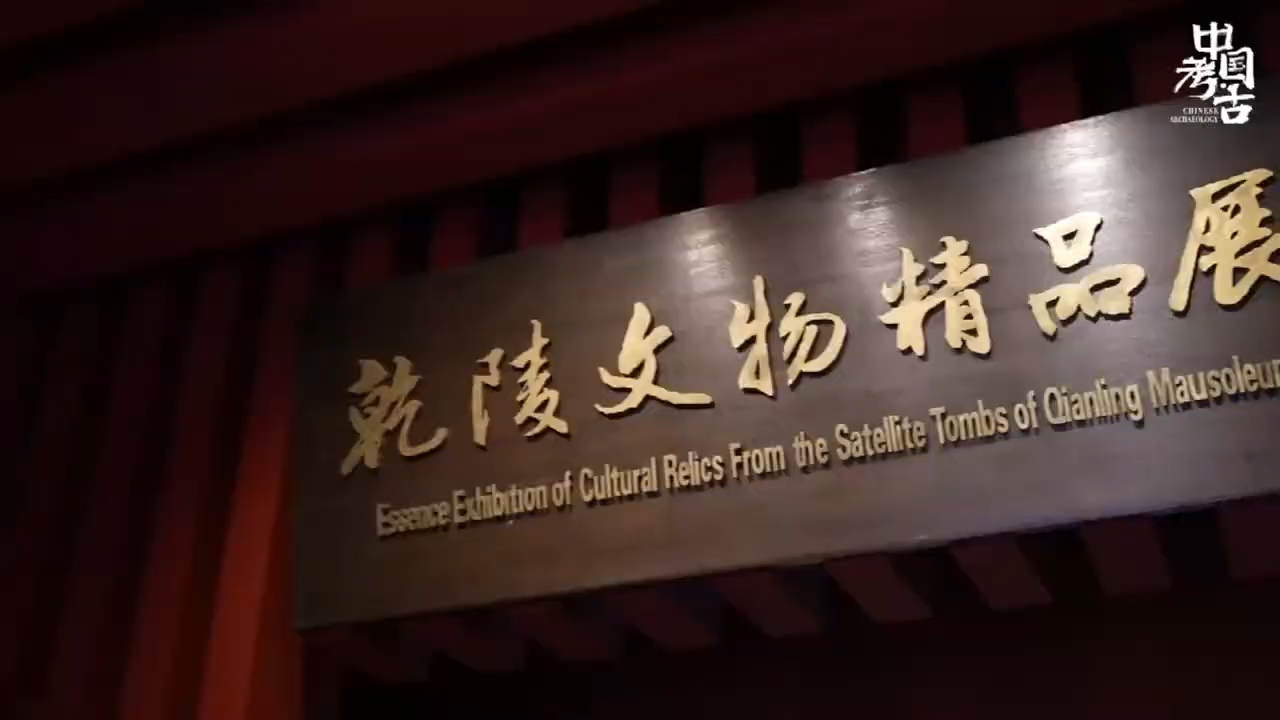 中国考古
CHINESE
ARCHAEOLOGY
乾陵文物精品展
Essence Exhibition of Cultural Relics From the Satellite Tombs of Qianling Mausoleum